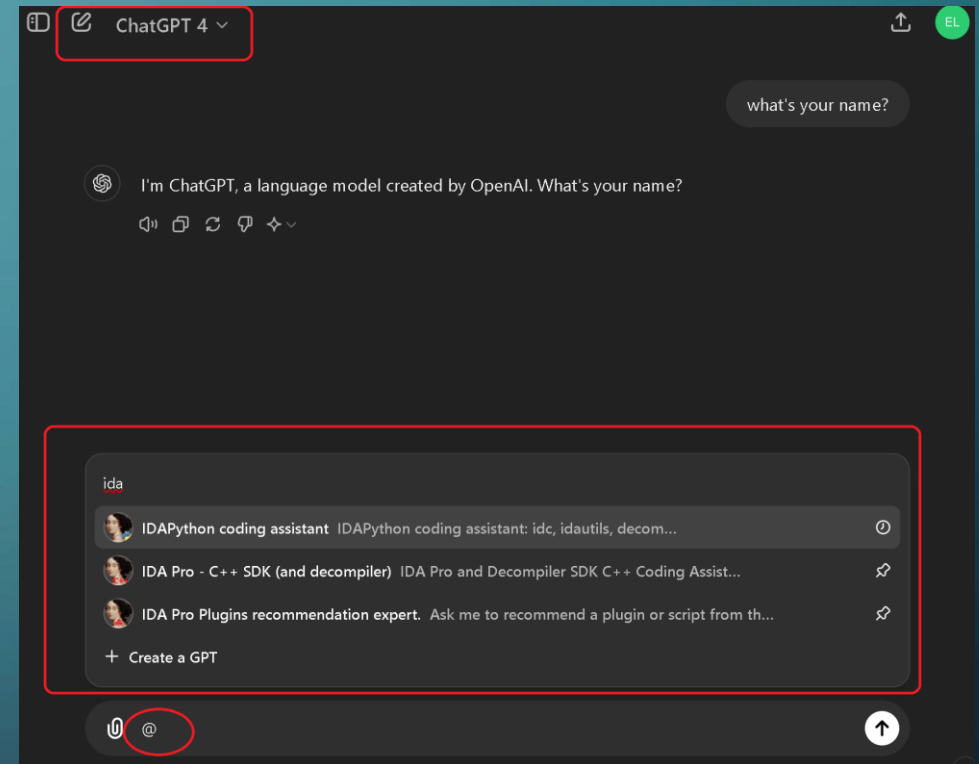 ChatGPT 4
EL
what's your name?
I'm ChatGPT, a language model created by OpenAI. What's your name?
ida
IDAPython coding assistant IDAPython coding assistant: idc, idautils, decom...
IDA Pro - C++ SDK (and decompiler) IDA Pro and Decompiler SDK C++ Coding Assist...
IDA Pro Plugins recommendation expert. Ask me to recommend a plugin or script from th...
+ Create a GPT
@